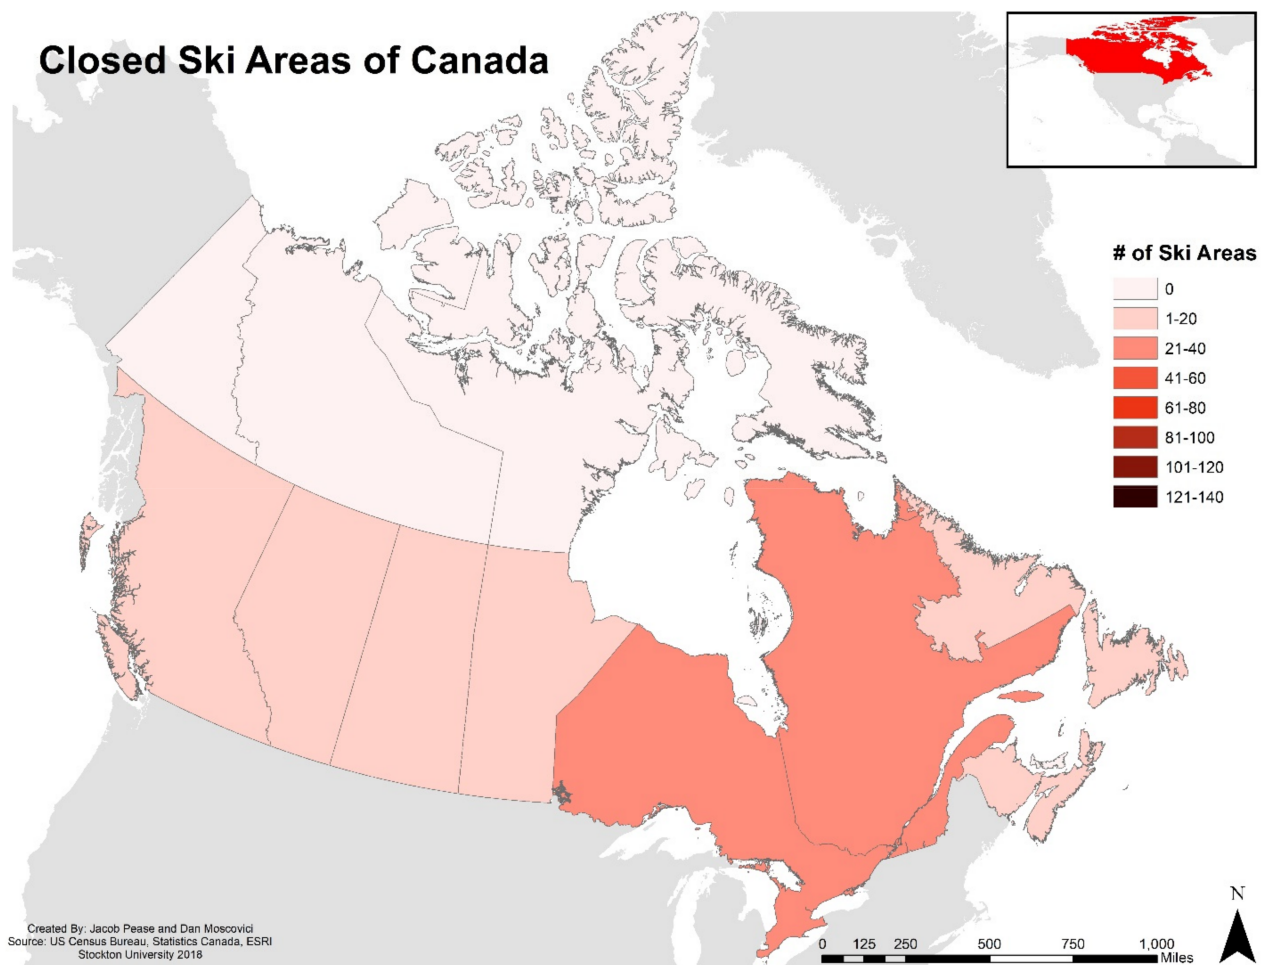 Closed Ski Areas of Canada
# of Ski Areas
0
1-20
21-40
41-60
61-80
81-100
101-120
121-140
N
Created By: Jacob Pease and Dan Moscovici
Source: US Census Bureau, Statistics Canada, ESRI
Stockton University 2016
0 125 250 500 750 1,000
Miles